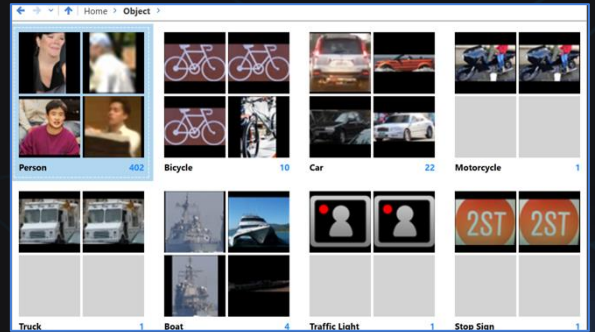 Home > Object >
Person 402
Bicycle 10
Car 22
Motorcycle 1
2ST 2ST
Truck 1
Boat 4
Traffic Light 1
Stop Sign 1